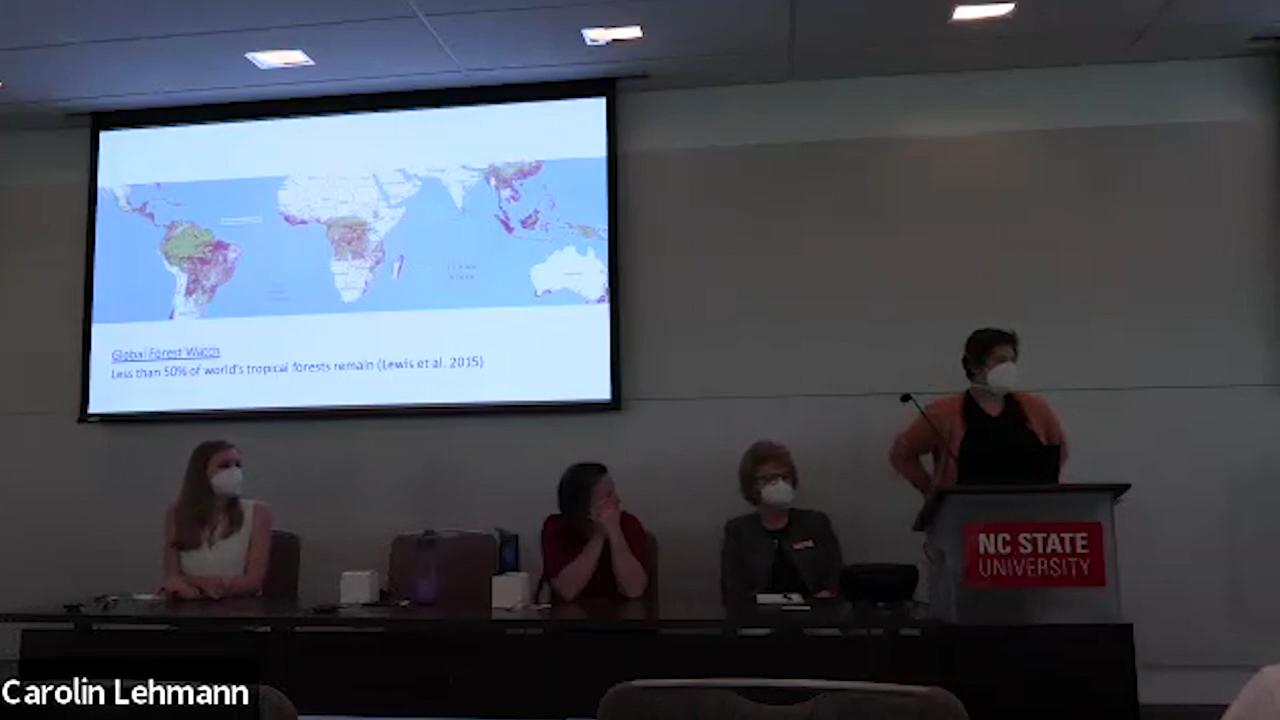 Global Forest Watch
Less than 50% of world's tropical forests remain (Lewis et al. 2015)
NC STATE
UNIVERSITY
Carolin Lehmann